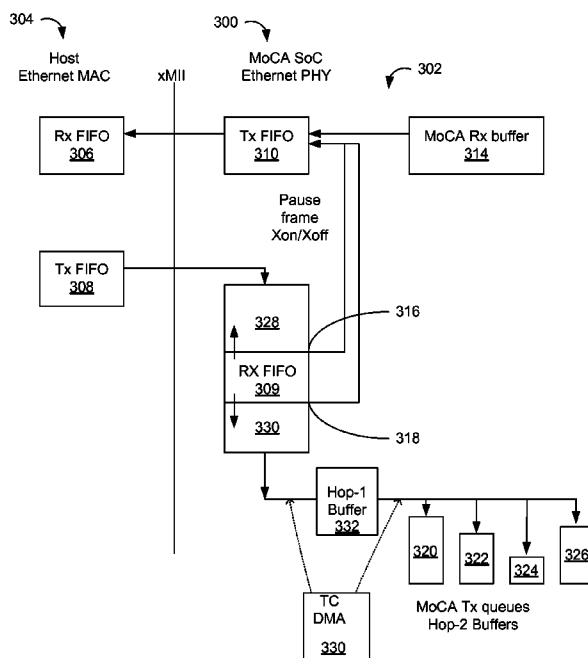 304
300
Host
Ethernet MAC
xMII
MoCA SoC
Ethernet PHY
302
Rx FIFO
306
Tx FIFO
310
MoCA Rx buffer
314
Pause
frame
Xon/Xoff
Tx FIFO
308
328
316
RX FIFO
309
330
318
Hop-1
Buffer
332
320
322
324
326
TC
DMA
330
MoCA Tx queues
Hop-2 Buffers